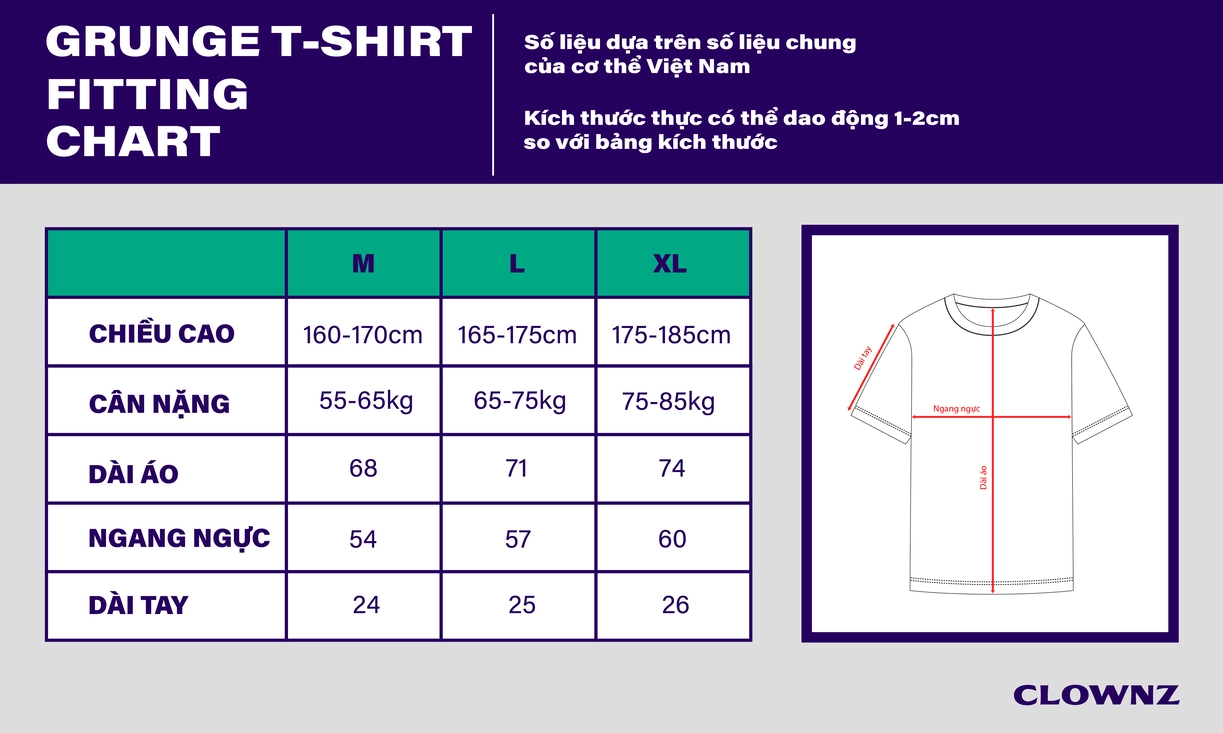 GRUNGE T-SHIRT
FITTING
CHART
Số liệu dựa trên số liệu chung
của cơ thể Việt Nam
Kích thước thực có thể dao động 1-2cm
so với bảng kích thước
M L XL
CHIỀU CAO 160-170cm 165-175cm 175-185cm
CÂN NẶNG 55-65kg 65-75kg 75-85kg
DÀI ÁO 68 71 74
NGANG NGỰC 54 57 60
DÀI TAY 24 25 26
Dài tay
Ngang ngực
Dài áo
CLOWNZ